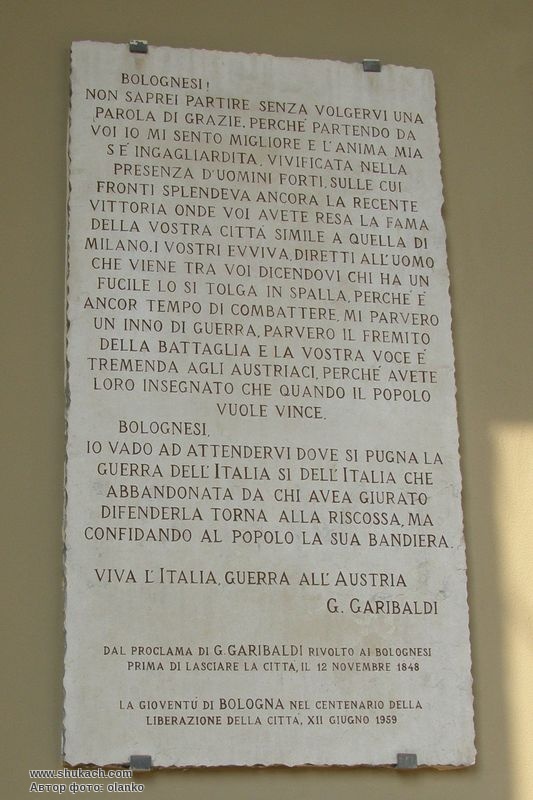 BOLOGNESI!
NON SAPREI PARTIRE SENZA VOLGERVI UNA
PAROLA DI GRAZIE, PERCHÉ PARTENDO DA
VOI IO MI SENTO MIGLIORE E L'ANIMA MIA
S'É INGAGLIARDITA, VIVIFICATA NELLA
PRESENZA D'UOMINI FORTI, SULLE CUI
FRONTI SPLENDEVA ANCORA LA RECENTE
VITTORIA ONDE VOI AVETE RESA LA FAMA
DELLA VOSTRA CITTÁ SIMILE A QUELLA DI
MILANO. I VOSTRI EVVIVA, DIRETTI ALL'UOMO
CHE VIENE TRA VOI DICENDOVI CHI HA UN
FUCILE LO SI TOLGA IN SPALLA, PERCHÉ É
ANCOR TEMPO DI COMBATTERE, MI PARVERO
UN INNO DI GUERRA, PARVERO IL FREMITO
DELLA BATTAGLIA E LA VOSTRA VOCE É
TREMENDA AGLI AUSTRIACI, PERCHÉ AVETE
LORO INSEGNATO CHE QUANDO IL POPOLO
VUOLE VINCE.
BOLOGNESI,
IO VADO AD ATTENDERVI DOVE SI PUGNA LA
GUERRA DELL'ITALIA SÌ DELL'ITALIA CHE
ABBANDONATA DA CHI AVEA GIURATO
DIFENDERLA TORNA ALLA RISCOSSA, MA
CONFIDANDO AL POPOLO LA SUA BANDIERA.
VIVA L'ITALIA, GUERRA ALL'AUSTRIA
G. GARIBALDI
DAL PROCLAMA DI G. GARIBALDI RIVOLTO AI BOLOGNESI
PRIMA DI LASCIARE LA CITTÁ, IL 12 NOVEMBRE 1848
LA GIOVENTÚ DI BOLOGNA NEL CENTENARIO DELLA
LIBERAZIONE DELLA CITTÁ, XII GIUGNO 1959
www.shukach.com
Автор фото: olanko